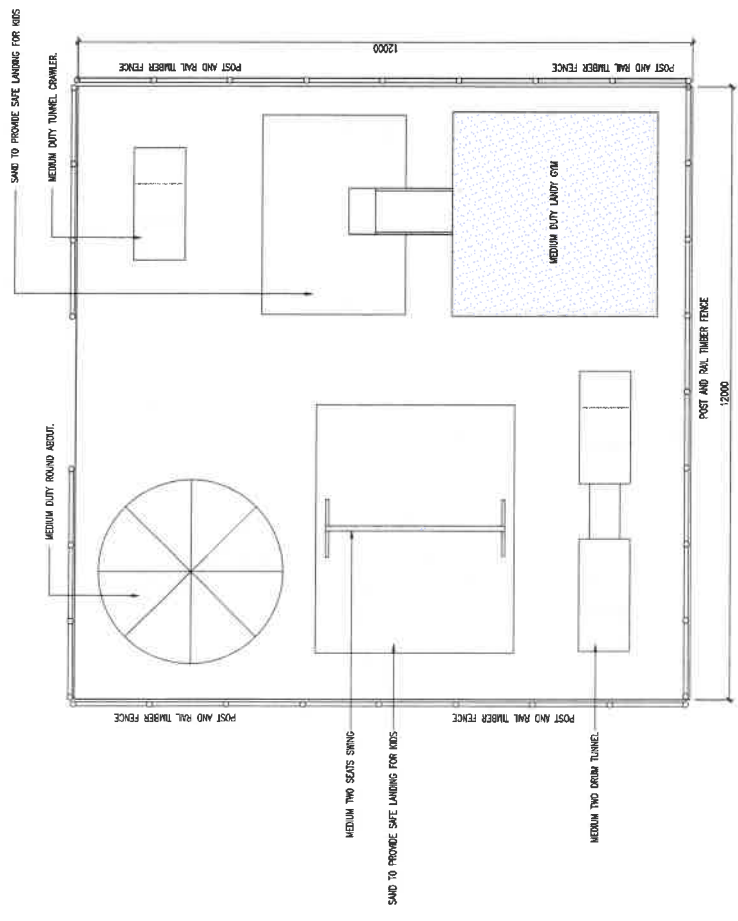 SAND TO PROVIDE SAFE LANDING FOR KIDS
MEDIUM DUTY TUNNEL CRAWLER.
12000
POST AND RAIL TIMBER FENCE
POST AND RAIL TIMBER FENCE
MEDIUM DUTY LANDY GYM
MEDIUM DUTY ROUND ABOUT.
POST AND RAIL TIMBER FENCE
12000
POST AND RAIL TIMBER FENCE
POST AND RAIL TIMBER FENCE
MEDIUM TWO SEATS SWING
SAND TO PROVIDE SAFE LANDING FOR KIDS
MEDIUM TWO DRUM TUNNEL